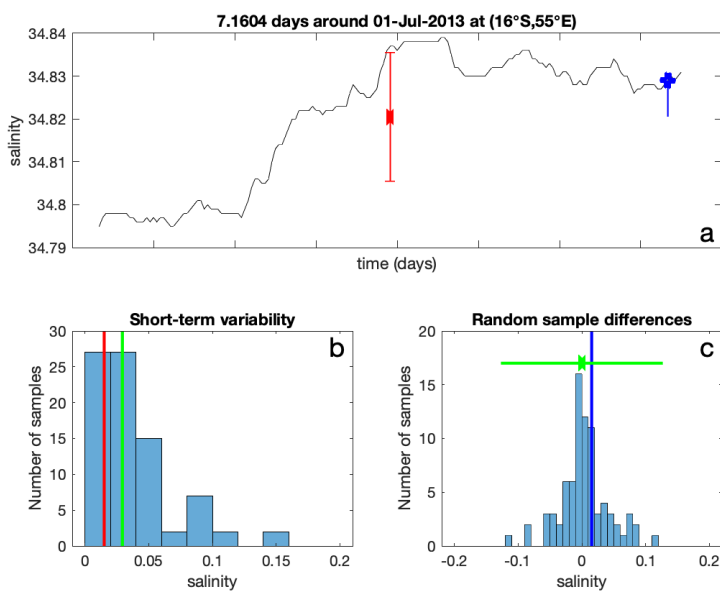 7.1604 days around 01-Jul-2013 at (16°S,55°E)
34.84
34.83
34.82
34.81
34.8
34.79
salinity
time (days)
a
Short-term variability
30
25
20
15
10
5
0
Number of samples
0 0.05 0.1 0.15 0.2
salinity
b
Random sample differences
20
15
10
5
0
Number of samples
-0.2 -0.1 0 0.1 0.2
salinity
c